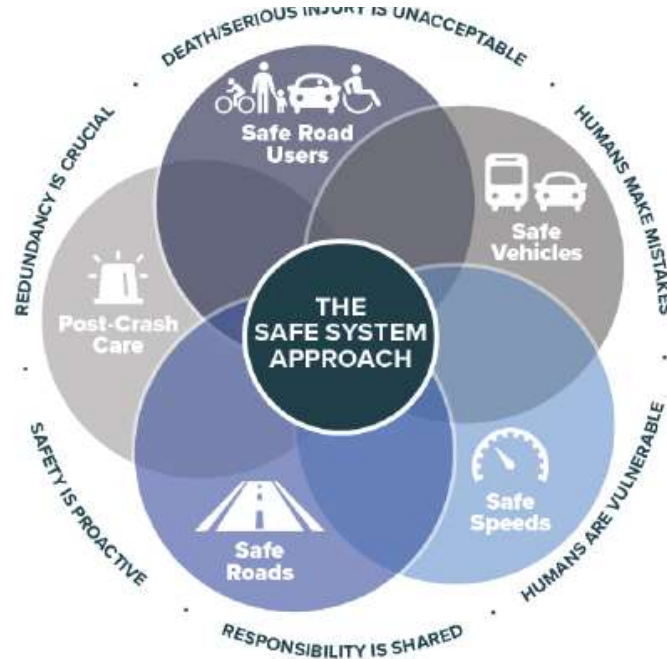 DEATH/SERIOUS INJURY IS UNACCEPTABLE
HUMANS MAKE MISTAKES
HUMANS ARE VULNERABLE
RESPONSIBILITY IS SHARED
SAFETY IS PROACTIVE
REDUNDANCY IS CRUCIAL
Safe Road
Users
Safe
Vehicles
Safe
Speeds
Safe
Roads
Post-Crash
Care
THE
SAFE SYSTEM
APPROACH